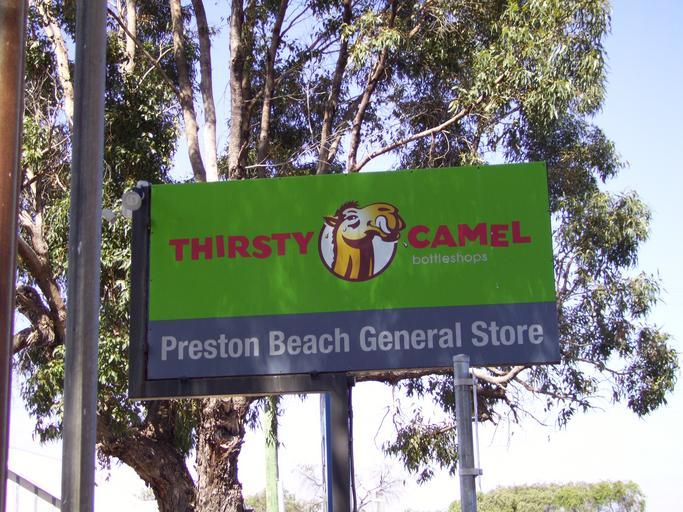 THIRSTY CAMEL
bottleshops
Preston Beach General Store